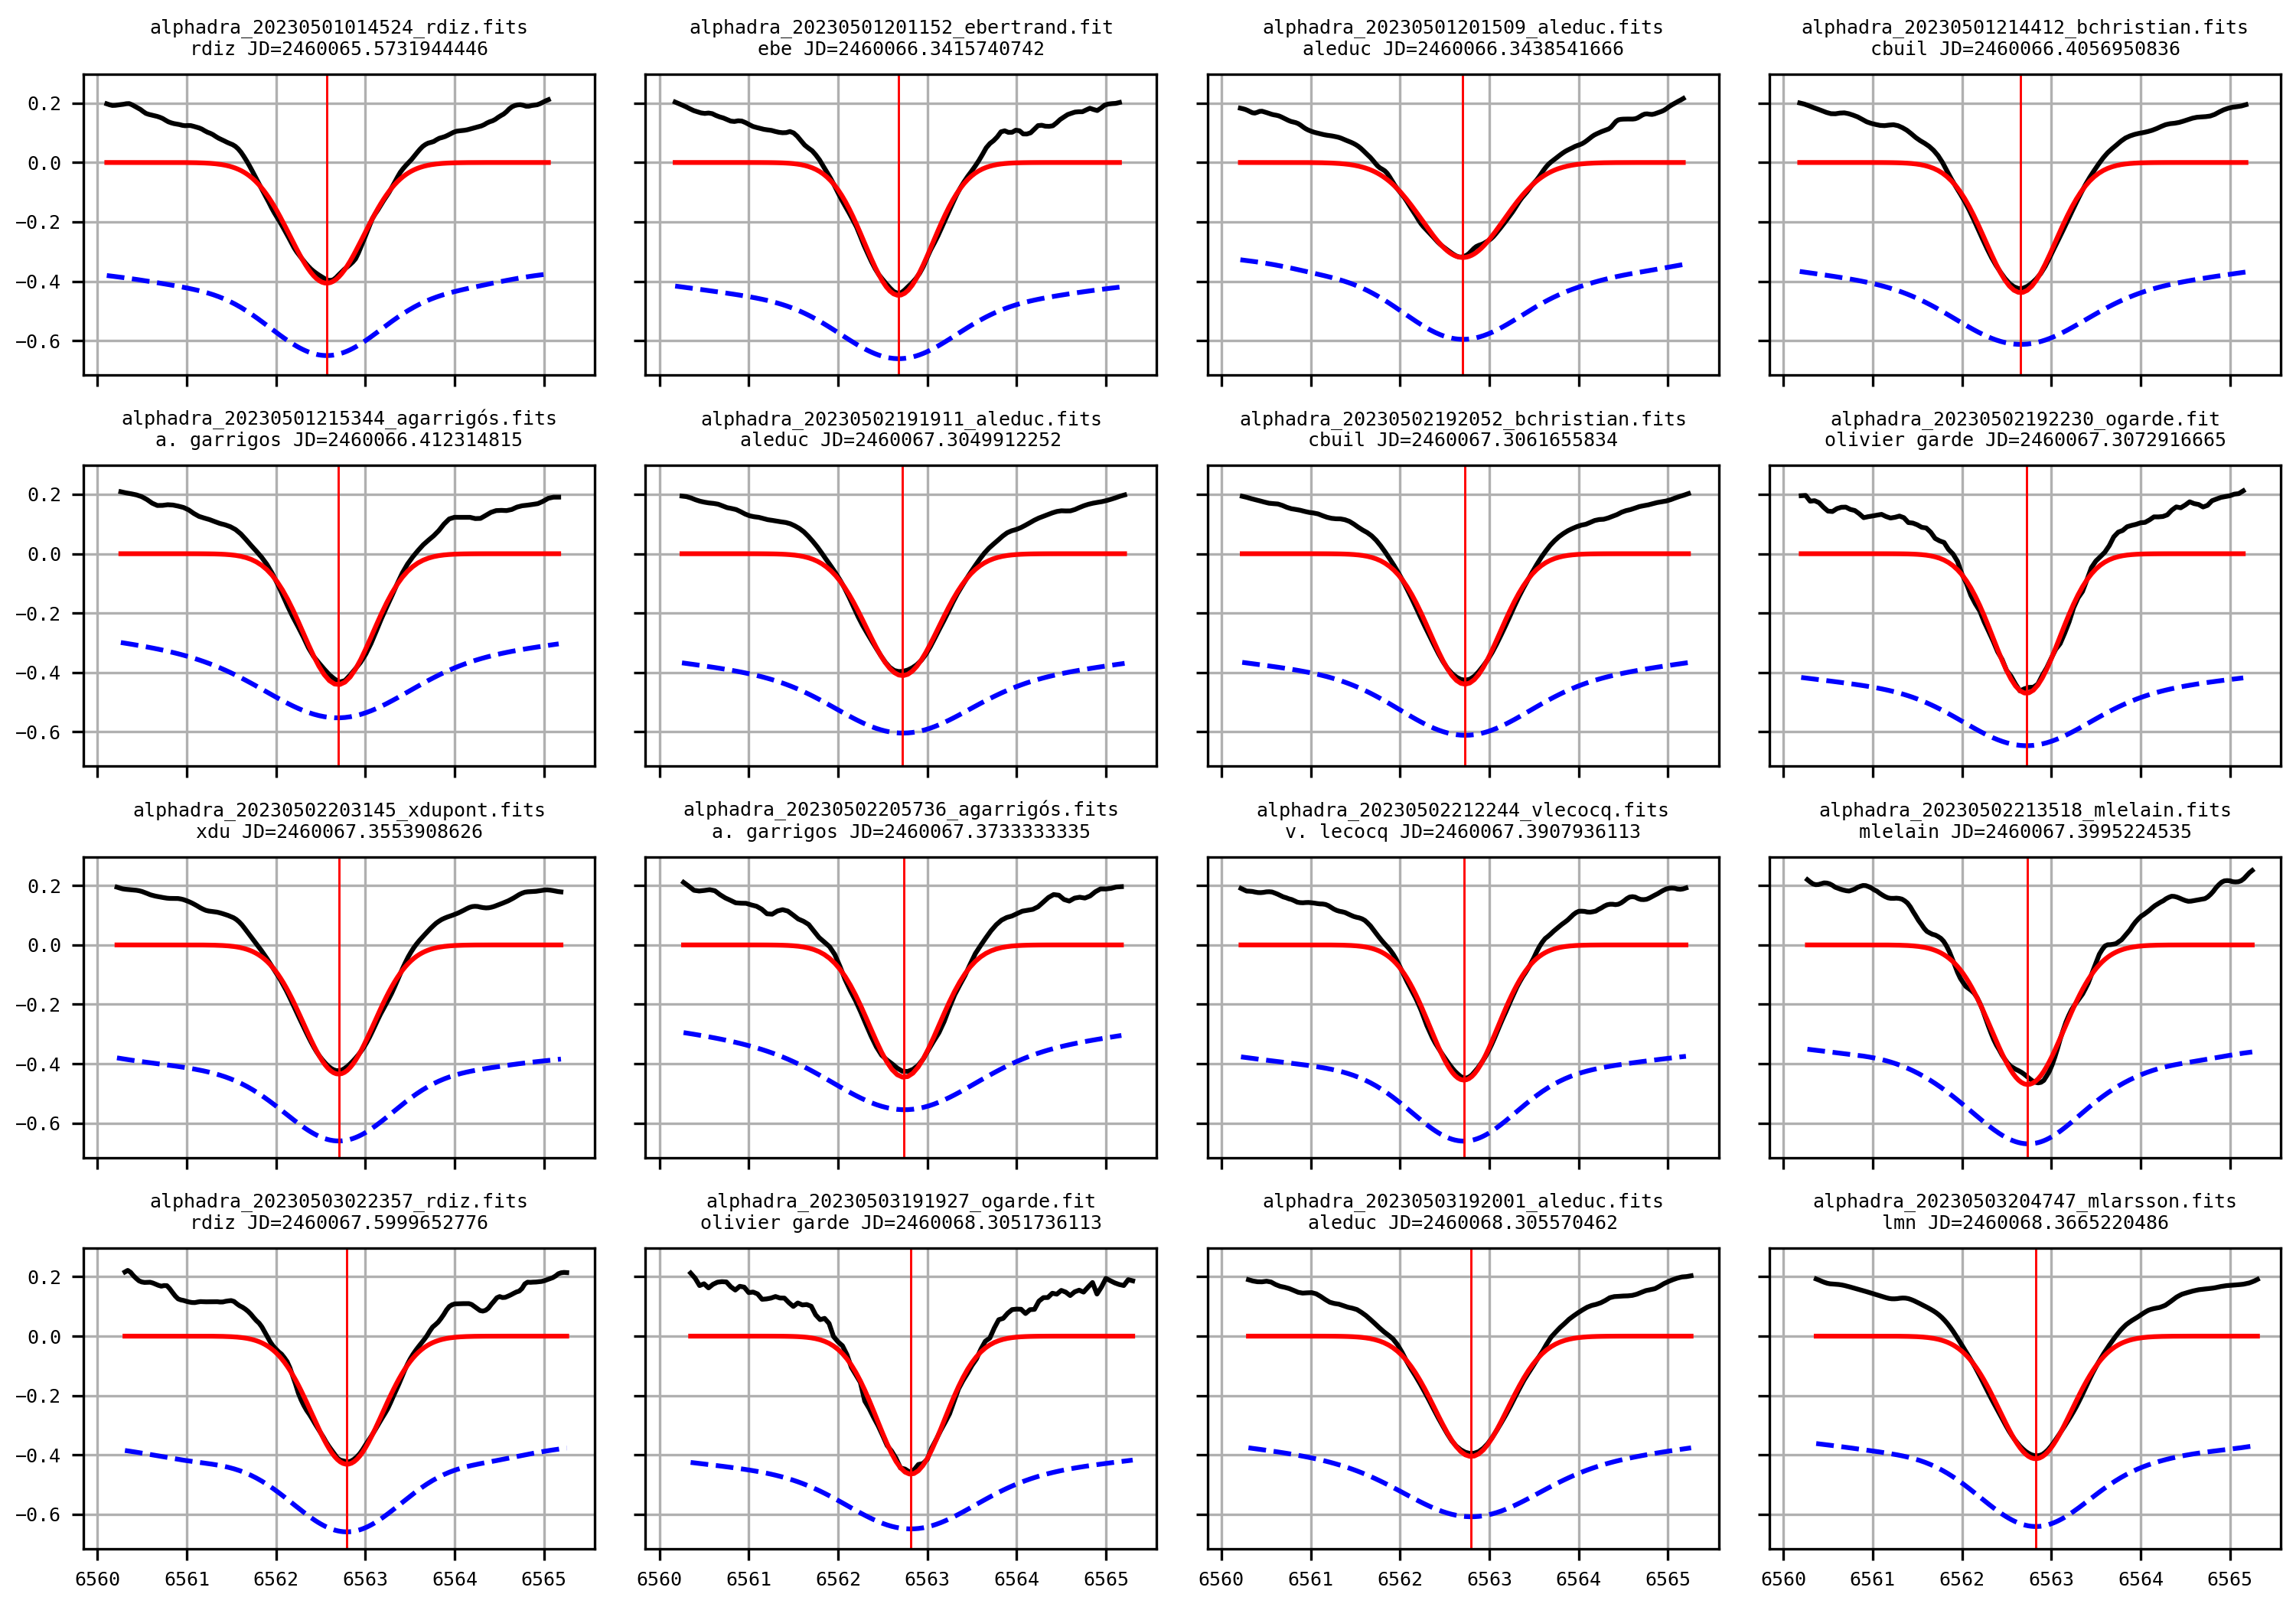 alphadra_20230501014524_rdiz.fits
rdiz JD=2460065.5731944446
alphadra_20230501201152_ebertrand.fit
ebe JD=2460066.3415740742
alphadra_20230501201509_aleduc.fits
aleduc JD=2460066.3438541666
alphadra_20230501214412_bchristian.fits
cbuil JD=2460066.4056950836
0.2
0.0
−0.2
−0.4
−0.6
alphadra_20230501215344_agarrigós.fits
a. garrigos JD=2460066.412314815
alphadra_20230502191911_aleduc.fits
aleduc JD=2460067.3049912252
alphadra_20230502192052_bchristian.fits
cbuil JD=2460067.3061655834
alphadra_20230502192230_ogarde.fit
olivier garde JD=2460067.3072916665
0.2
0.0
−0.2
−0.4
−0.6
alphadra_20230502203145_xdupont.fits
xdu JD=2460067.3553908626
alphadra_20230502205736_agarrigós.fits
a. garrigos JD=2460067.3733333335
alphadra_20230502212244_vlecocq.fits
v. lecocq JD=2460067.3907936113
alphadra_20230502213518_mlelain.fits
mlelain JD=2460067.3995224535
0.2
0.0
−0.2
−0.4
−0.6
alphadra_20230503022357_rdiz.fits
rdiz JD=2460067.5999652776
alphadra_20230503191927_ogarde.fit
olivier garde JD=2460068.3051736113
alphadra_20230503192001_aleduc.fits
aleduc JD=2460068.305570462
alphadra_20230503204747_mlarsson.fits
lmn JD=2460068.3665220486
0.2
0.0
−0.2
−0.4
−0.6
6560 6561 6562 6563 6564 6565
6560 6561 6562 6563 6564 6565
6560 6561 6562 6563 6564 6565
6560 6561 6562 6563 6564 6565